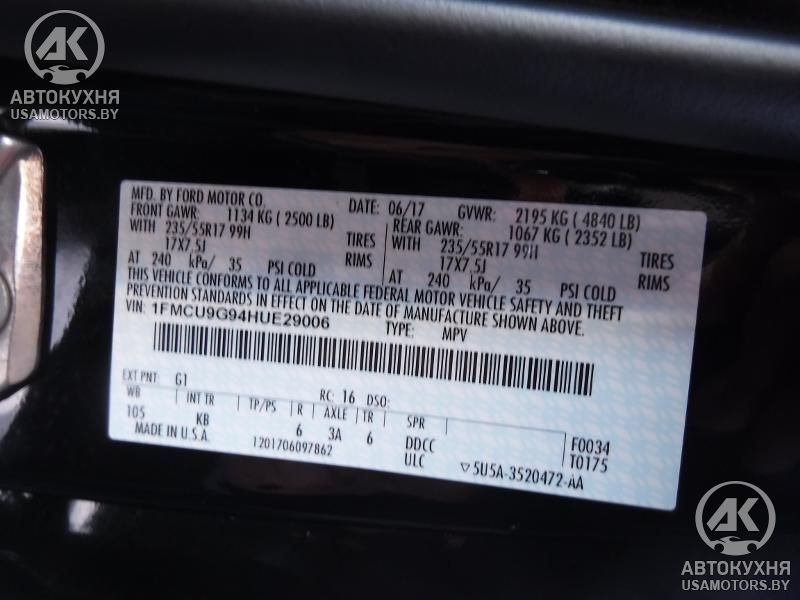 АК
АВТОКУХНЯ
USAMOTORS.BY
MFD. BY FORD MOTOR CO. DATE: 06/17 GVWR: 2195 KG ( 4840 LB)
FRONT GAWR: 1134 KG ( 2500 LB) REAR GAWR: 1067 KG ( 2352 LB)
WITH 235/55R17 99H TIRES WITH 235/55R17 99H TIRES
17X7.5J RIMS 17X7.5J RIMS
AT 240 kPa/ 35 PSI COLD AT 240 kPa/ 35 PSI COLD
THIS VEHICLE CONFORMS TO ALL APPLICABLE FEDERAL MOTOR VEHICLE SAFETY AND THEFT
PREVENTION STANDARDS IN EFFECT ON THE DATE OF MANUFACTURE SHOWN ABOVE.
VIN: 1FMCU9G94HUE29006 TYPE: MPV
EXT PNT: G1 RC: 16 DSO:
WB INT TR TP/PS R AXLE TR SPR
105 KB 6 3A 6 DDCC F0034
MADE IN U.S.A. 1201706097862 ULC T0175
▽5U5A-3520472-AA
АК
АВТОКУХНЯ
USAMOTORS.BY